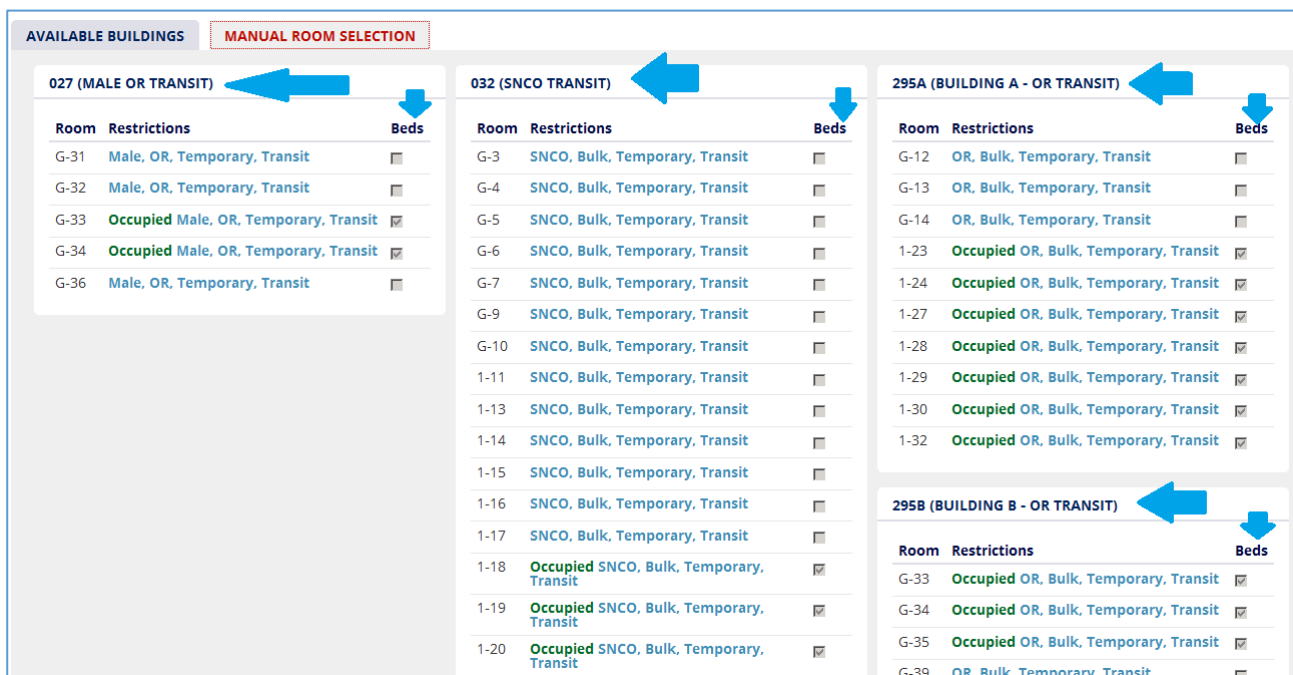 AVAILABLE BUILDINGS
MANUAL ROOM SELECTION
027 (MALE OR TRANSIT)
Room Restrictions Beds
G-31 Male, OR, Temporary, Transit
G-32 Male, OR, Temporary, Transit
G-33 Occupied Male, OR, Temporary, Transit
G-34 Occupied Male, OR, Temporary, Transit
G-36 Male, OR, Temporary, Transit
032 (SNCO TRANSIT)
Room Restrictions Beds
G-3 SNCO, Bulk, Temporary, Transit
G-4 SNCO, Bulk, Temporary, Transit
G-5 SNCO, Bulk, Temporary, Transit
G-6 SNCO, Bulk, Temporary, Transit
G-7 SNCO, Bulk, Temporary, Transit
G-9 SNCO, Bulk, Temporary, Transit
G-10 SNCO, Bulk, Temporary, Transit
1-11 SNCO, Bulk, Temporary, Transit
1-13 SNCO, Bulk, Temporary, Transit
1-14 SNCO, Bulk, Temporary, Transit
1-15 SNCO, Bulk, Temporary, Transit
1-16 SNCO, Bulk, Temporary, Transit
1-17 SNCO, Bulk, Temporary, Transit
1-18 Occupied SNCO, Bulk, Temporary,
Transit
1-19 Occupied SNCO, Bulk, Temporary,
Transit
1-20 Occupied SNCO, Bulk, Temporary,
Transit
295A (BUILDING A - OR TRANSIT)
Room Restrictions Beds
G-12 OR, Bulk, Temporary, Transit
G-13 OR, Bulk, Temporary, Transit
G-14 OR, Bulk, Temporary, Transit
1-23 Occupied OR, Bulk, Temporary, Transit
1-24 Occupied OR, Bulk, Temporary, Transit
1-27 Occupied OR, Bulk, Temporary, Transit
1-28 Occupied OR, Bulk, Temporary, Transit
1-29 Occupied OR, Bulk, Temporary, Transit
1-30 Occupied OR, Bulk, Temporary, Transit
1-32 Occupied OR, Bulk, Temporary, Transit
295B (BUILDING B - OR TRANSIT)
Room Restrictions Beds
G-33 Occupied OR, Bulk, Temporary, Transit
G-34 Occupied OR, Bulk, Temporary, Transit
G-35 Occupied OR, Bulk, Temporary, Transit
G-39 OR, Bulk, Temporary, Transit